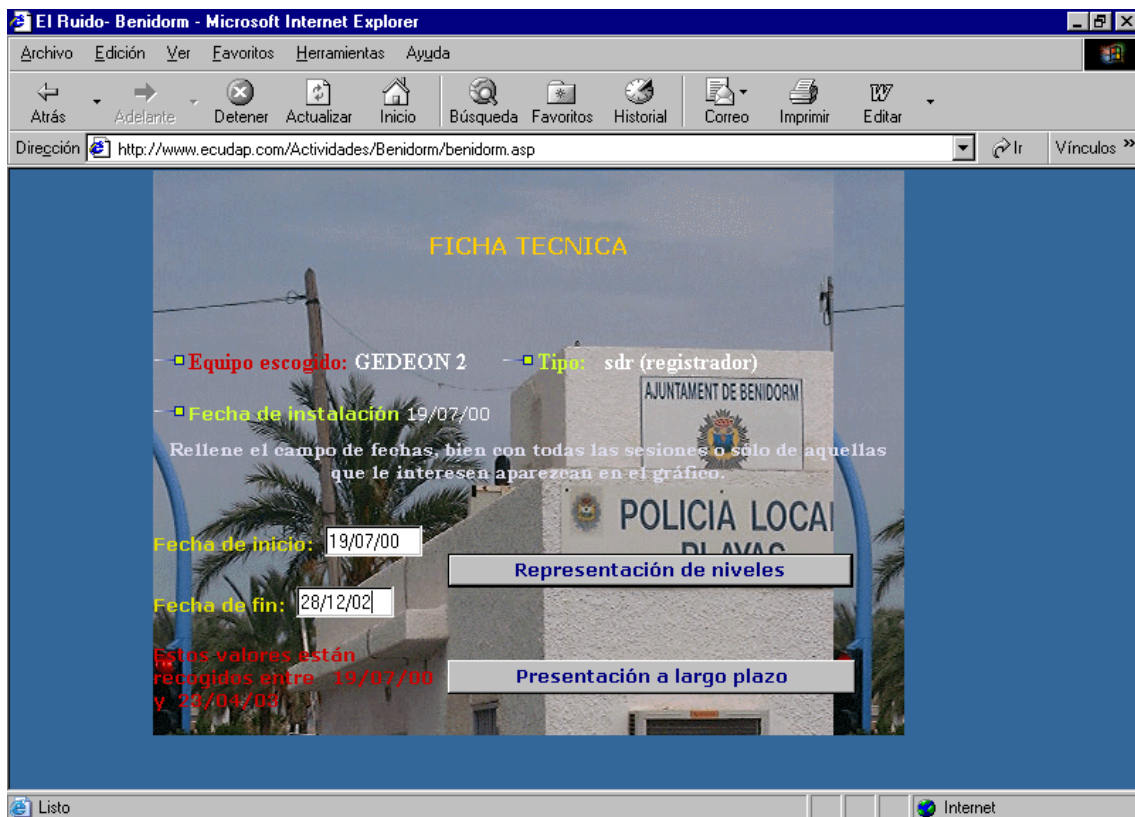 El Ruido- Benidorm - Microsoft Internet Explorer
Archivo Edición Ver Favoritos Herramientas Ayuda
Atrás Adelante Detener Actualizar Inicio Búsqueda Favoritos Historial Correo Imprimir Editar
Dirección http://www.ecudap.com/Actividades/Benidorm/benidorm.asp Ir Vínculos »
FICHA TECNICA
Equipo escogido: GEDEON 2 Tipo: sdr (registrador)
AJUNTAMENT DE BENIDORM
Fecha de instalación 19/07/00
Rellene el campo de fechas, bien con todas las sesiones o sólo de aquellas
que le interesen aparezcan en el gráfico.
POLICIA LOCAL
PLAYAS
Fecha de inicio: 19/07/00
Representación de niveles
Fecha de fin: 28/12/02
Estos valores están
recogidos entre 19/07/00
y 23/04/03
Presentación a largo plazo
Listo Internet